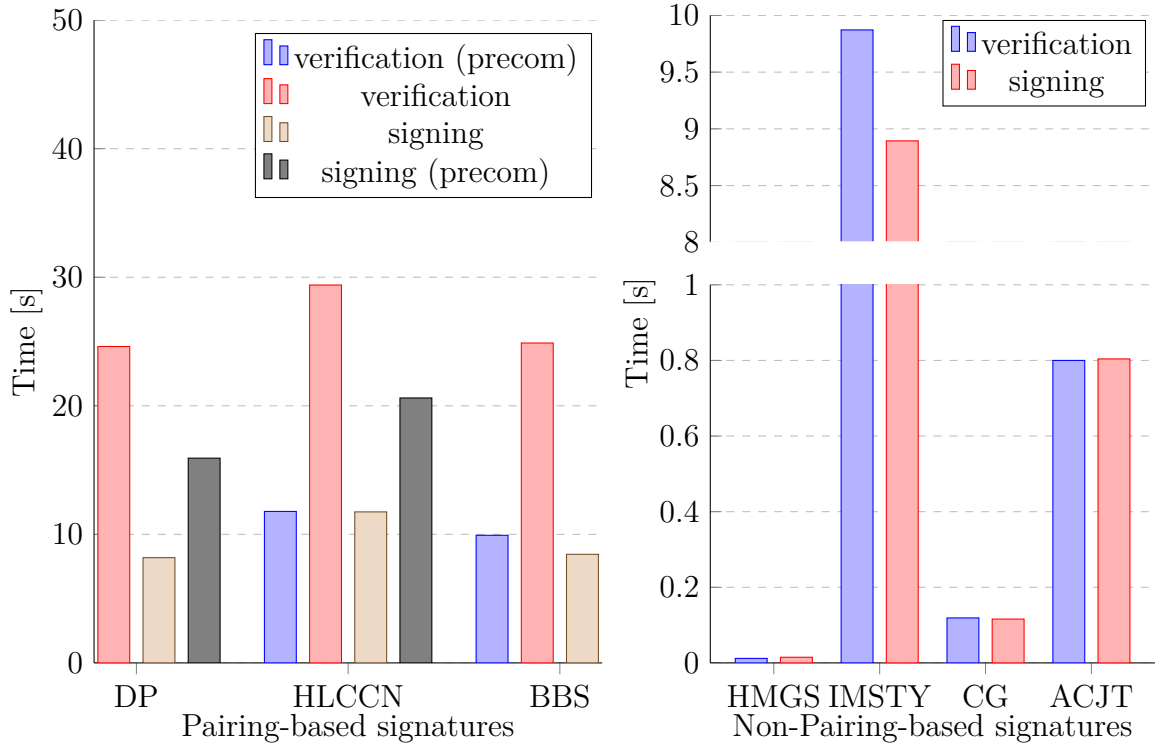 50
40
30
20
10
0
Time [s]
verification (precom)
verification
signing
signing (precom)
DP HLCCN BBS
Pairing-based signatures
10
9.5
9
8.5
8
1
0.8
0.6
0.4
0.2
0
Time [s]
verification
signing
HMGS IMSTY CG ACJT
Non-Pairing-based signatures